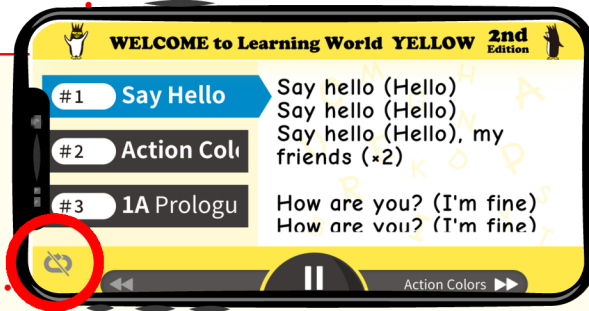 WELCOME to Learning World YELLOW 2nd Edition
#1 Say Hello
#2 Action Col
#3 1A Prologu
Say hello (Hello)
Say hello (Hello)
Say hello (Hello), my
friends (×2)
How are you? (I'm fine)
How are you? (I'm fine)
Action Colors